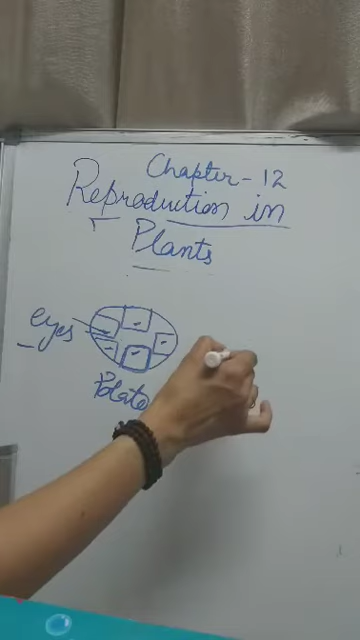 Chapter - 12
Reproduction in
Plants
eyes
Potato